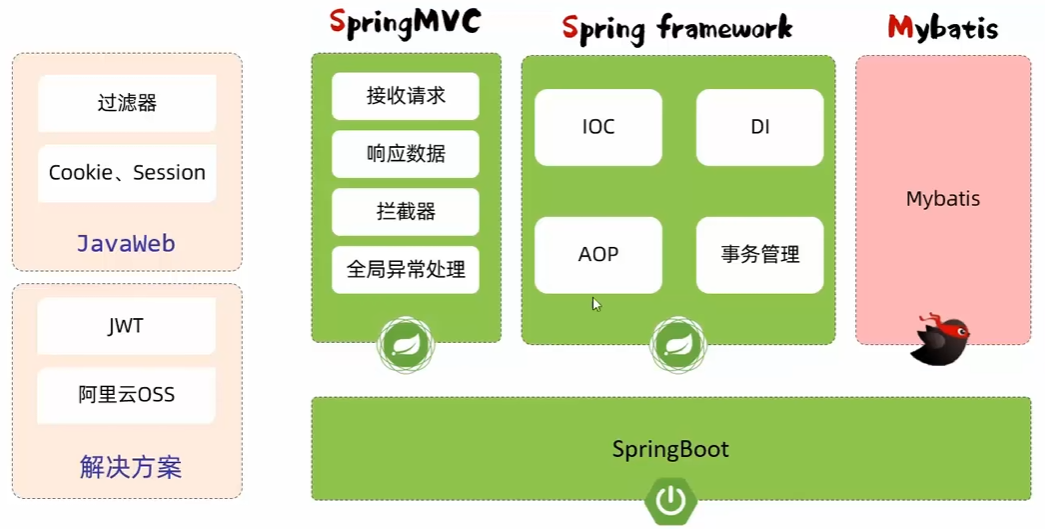 过滤器
Cookie、Session
JavaWeb
JWT
阿里云OSS
解决方案
SpringMVC
接收请求
响应数据
拦截器
全局异常处理
Spring framework
IOC
DI
AOP
事务管理
Mybatis
Mybatis
SpringBoot